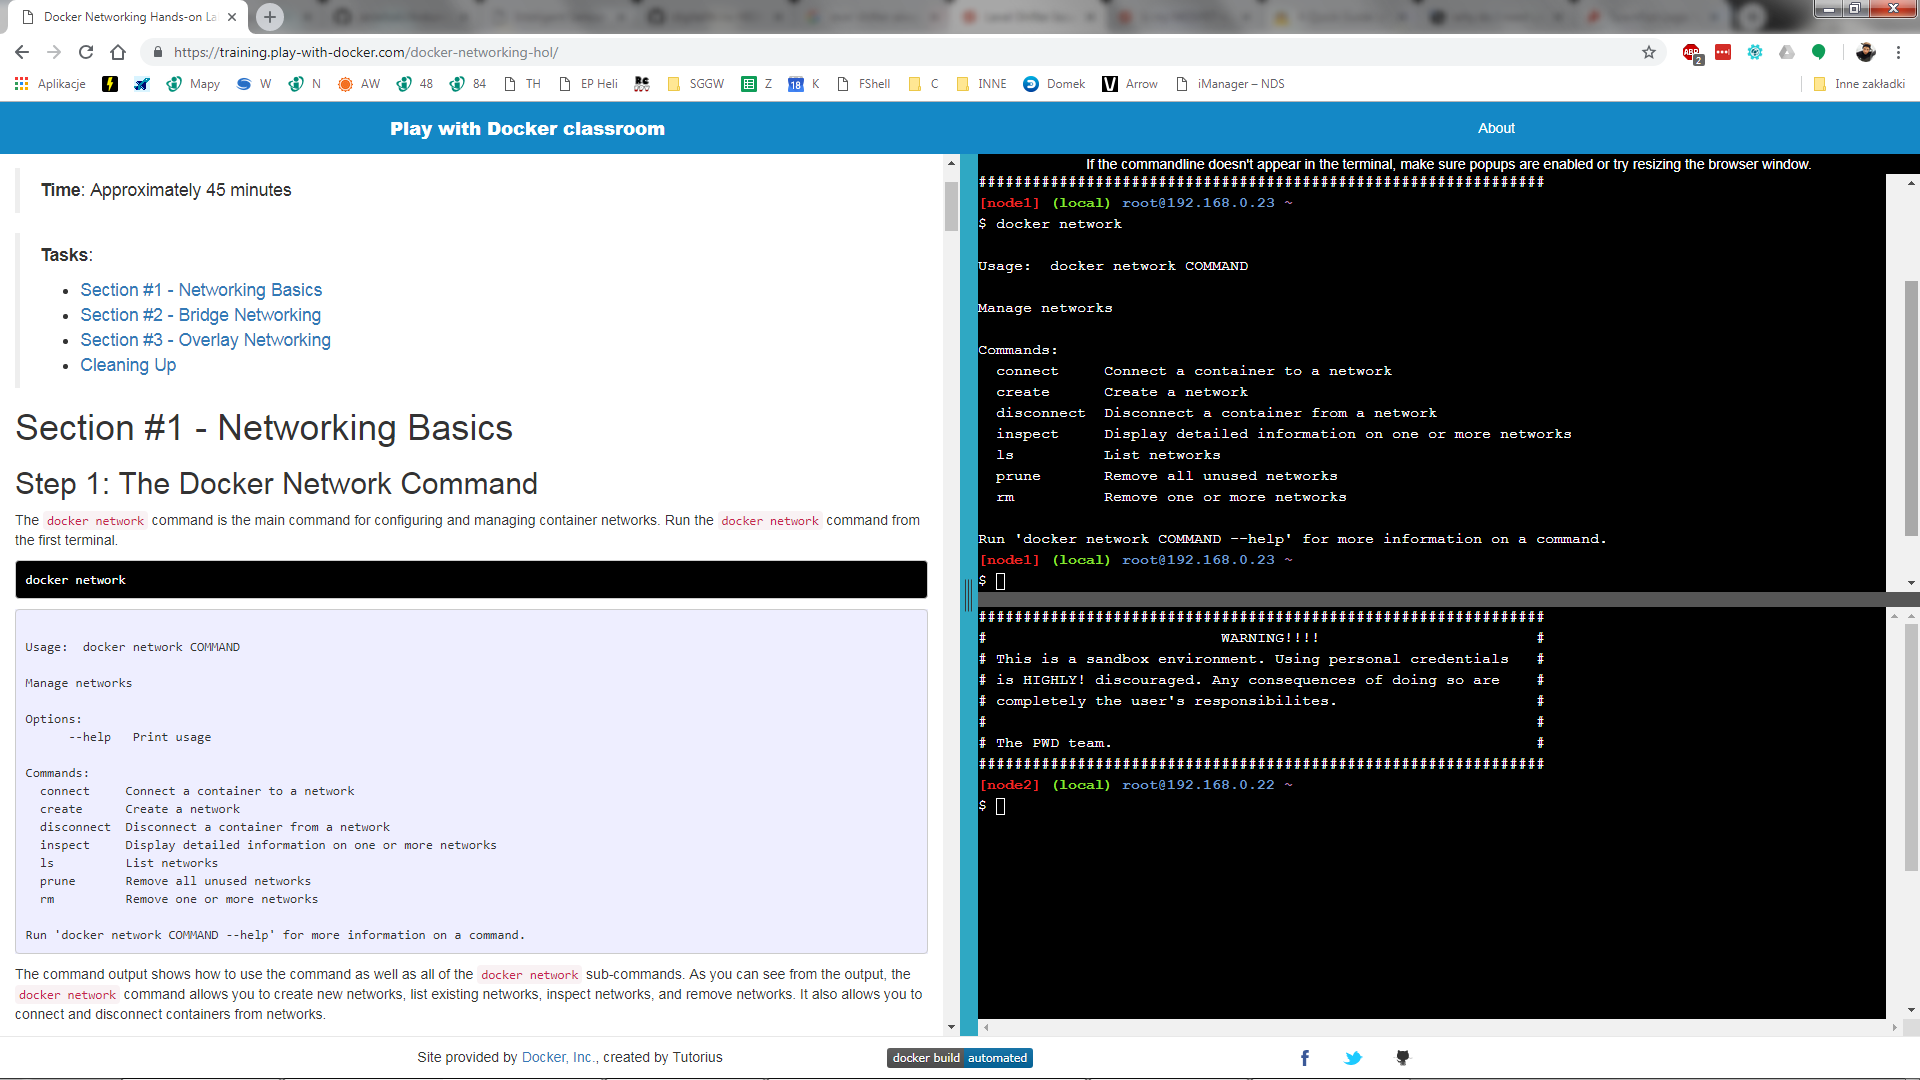 Docker Networking Hands-on La
https://training.play-with-docker.com/docker-networking-hol/
2
Aplikacje
Mapy
W
N
AW
48
84
TH
EP Heli
SGGW
Z
18
K
FShell
C
INNE
Domek
V
Arrow
iManager – NDS
Inne zakładki
Play with Docker classroom
About
Time: Approximately 45 minutes
Tasks:
Section #1 - Networking Basics
Section #2 - Bridge Networking
Section #3 - Overlay Networking
Cleaning Up
Section #1 - Networking Basics
Step 1: The Docker Network Command
The docker network command is the main command for configuring and managing container networks. Run the docker network command from
the first terminal.
docker network
Usage:  docker network COMMAND
Manage networks
Options:
      --help   Print usage
Commands:
  connect     Connect a container to a network
  create      Create a network
  disconnect  Disconnect a container from a network
  inspect     Display detailed information on one or more networks
  ls          List networks
  prune       Remove all unused networks
  rm          Remove one or more networks
Run 'docker network COMMAND --help' for more information on a command.
The command output shows how to use the command as well as all of the docker network sub-commands. As you can see from the output, the
docker network command allows you to create new networks, list existing networks, inspect networks, and remove networks. It also allows you to
connect and disconnect containers from networks.
If the commandline doesn't appear in the terminal, make sure popups are enabled or try resizing the browser window.
###############################################################
[node1] (local) root@192.168.0.23 ~
$ docker network
Usage:  docker network COMMAND
Manage networks
Commands:
  connect     Connect a container to a network
  create      Create a network
  disconnect  Disconnect a container from a network
  inspect     Display detailed information on one or more networks
  ls          List networks
  prune       Remove all unused networks
  rm          Remove one or more networks
Run 'docker network COMMAND --help' for more information on a command.
[node1] (local) root@192.168.0.23 ~
$
###############################################################
#                          WARNING!!!!                        #
# This is a sandbox environment. Using personal credentials   #
# is HIGHLY! discouraged. Any consequences of doing so are    #
# completely the user's responsibilites.                      #
#                                                             #
# The PWD team.                                               #
###############################################################
[node2] (local) root@192.168.0.22 ~
$
Site provided by Docker, Inc., created by Tutorius
docker build automated